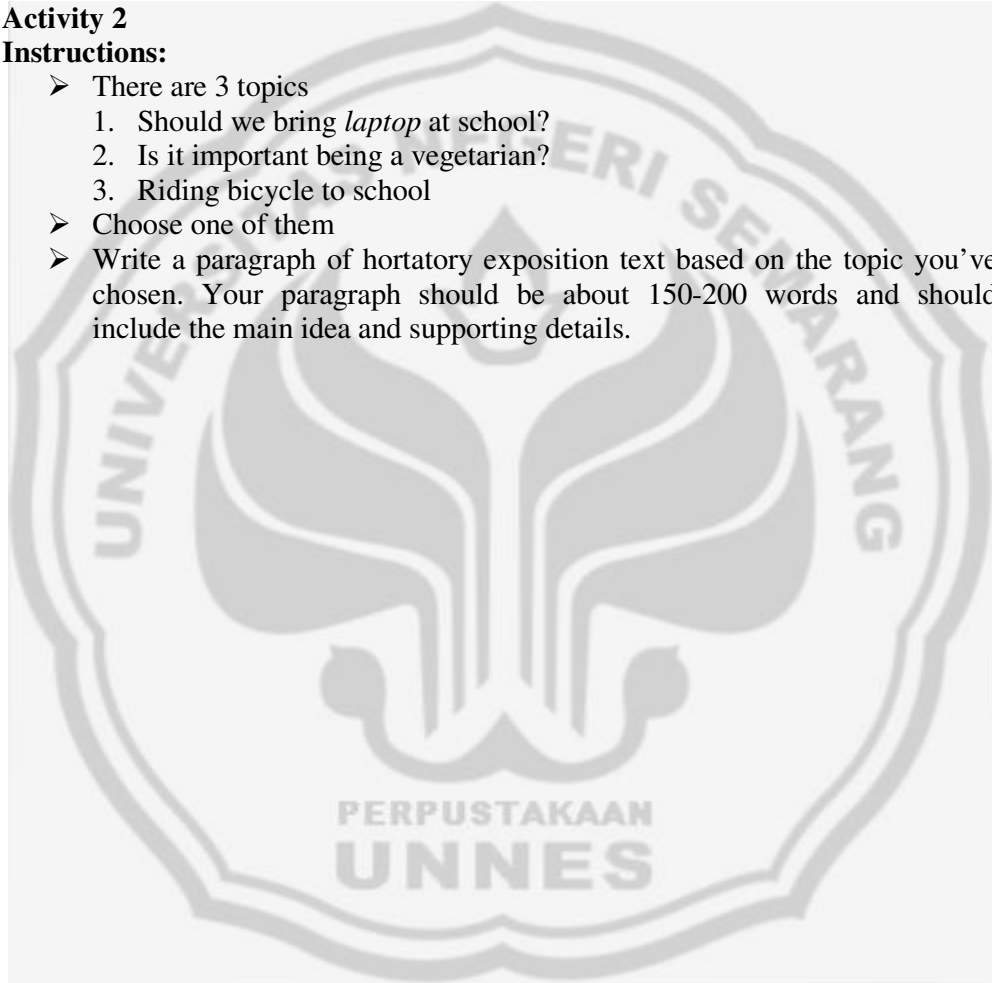 Activity 2
Instructions:
➢ There are 3 topics
1. Should we bring laptop at school?
2. Is it important being a vegetarian?
3. Riding bicycle to school
➢ Choose one of them
➢ Write a paragraph of hortatory exposition text based on the topic you've
chosen. Your paragraph should be about 150-200 words and should
include the main idea and supporting details.
UNIVERSITAS NEGERI SEMARANG
PERPUSTAKAAN
UNNES